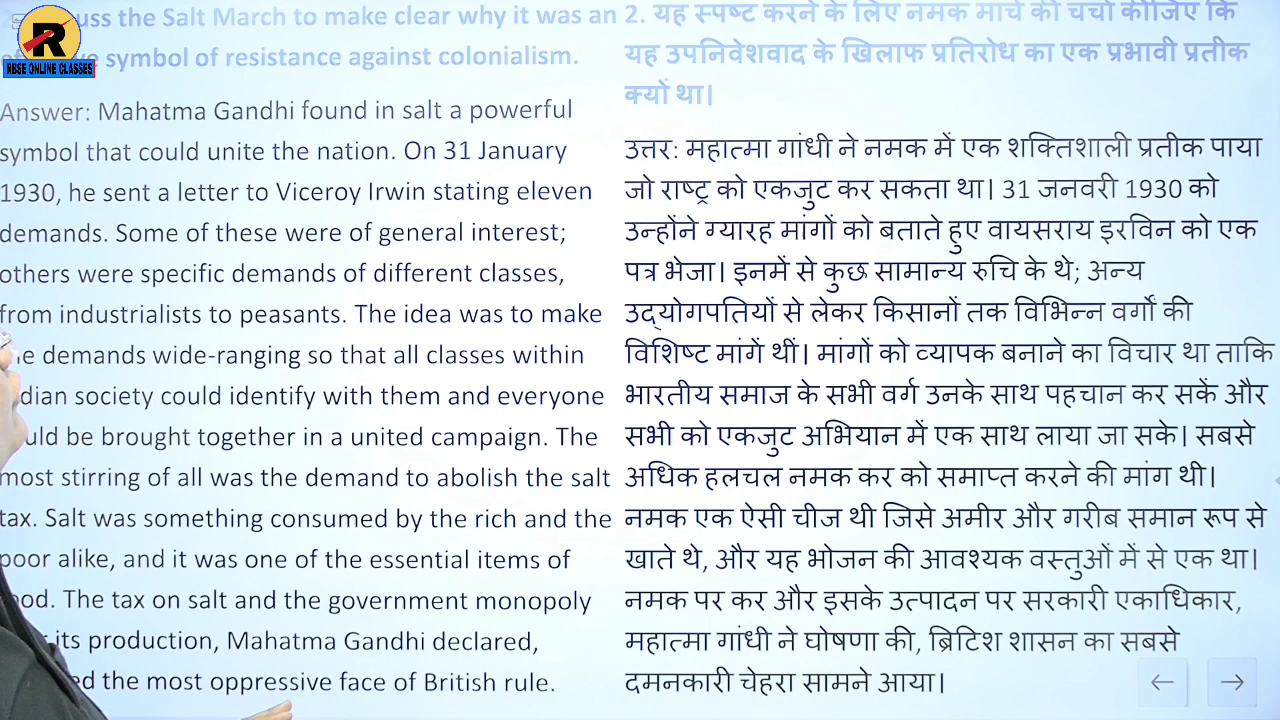 R
RBSE ONLINE CLASSES
uss the Salt March to make clear why it was an
symbol of resistance against colonialism.
Answer: Mahatma Gandhi found in salt a powerful
symbol that could unite the nation. On 31 January
1930, he sent a letter to Viceroy Irwin stating eleven
demands. Some of these were of general interest;
others were specific demands of different classes,
from industrialists to peasants. The idea was to make
e demands wide-ranging so that all classes within
dian society could identify with them and everyone
uld be brought together in a united campaign. The
most stirring of all was the demand to abolish the salt
tax. Salt was something consumed by the rich and the
poor alike, and it was one of the essential items of
ood. The tax on salt and the government monopoly
its production, Mahatma Gandhi declared,
ed the most oppressive face of British rule.
2. यह स्पष्ट करने के लिए नमक मार्च की चर्चा कीजिए कि
यह उपनिवेशवाद के खिलाफ प्रतिरोध का एक प्रभावी प्रतीक
क्यों था।
उत्तर: महात्मा गांधी ने नमक में एक शक्तिशाली प्रतीक पाया
जो राष्ट्र को एकजुट कर सकता था। 31 जनवरी 1930 को
उन्होंने ग्यारह मांगों को बताते हुए वायसराय इरविन को एक
पत्र भेजा। इनमें से कुछ सामान्य रुचि के थे; अन्य
उद्योगपतियों से लेकर किसानों तक विभिन्न वर्गों की
विशिष्ट मांगें थीं। मांगों को व्यापक बनाने का विचार था ताकि
भारतीय समाज के सभी वर्ग उनके साथ पहचान कर सकें और
सभी को एकजुट अभियान में एक साथ लाया जा सके। सबसे
अधिक हलचल नमक कर को समाप्त करने की मांग थी।
नमक एक ऐसी चीज थी जिसे अमीर और गरीब समान रूप से
खाते थे, और यह भोजन की आवश्यक वस्तुओं में से एक था।
नमक पर कर और इसके उत्पादन पर सरकारी एकाधिकार,
महात्मा गांधी ने घोषणा की, ब्रिटिश शासन का सबसे
दमनकारी चेहरा सामने आया।